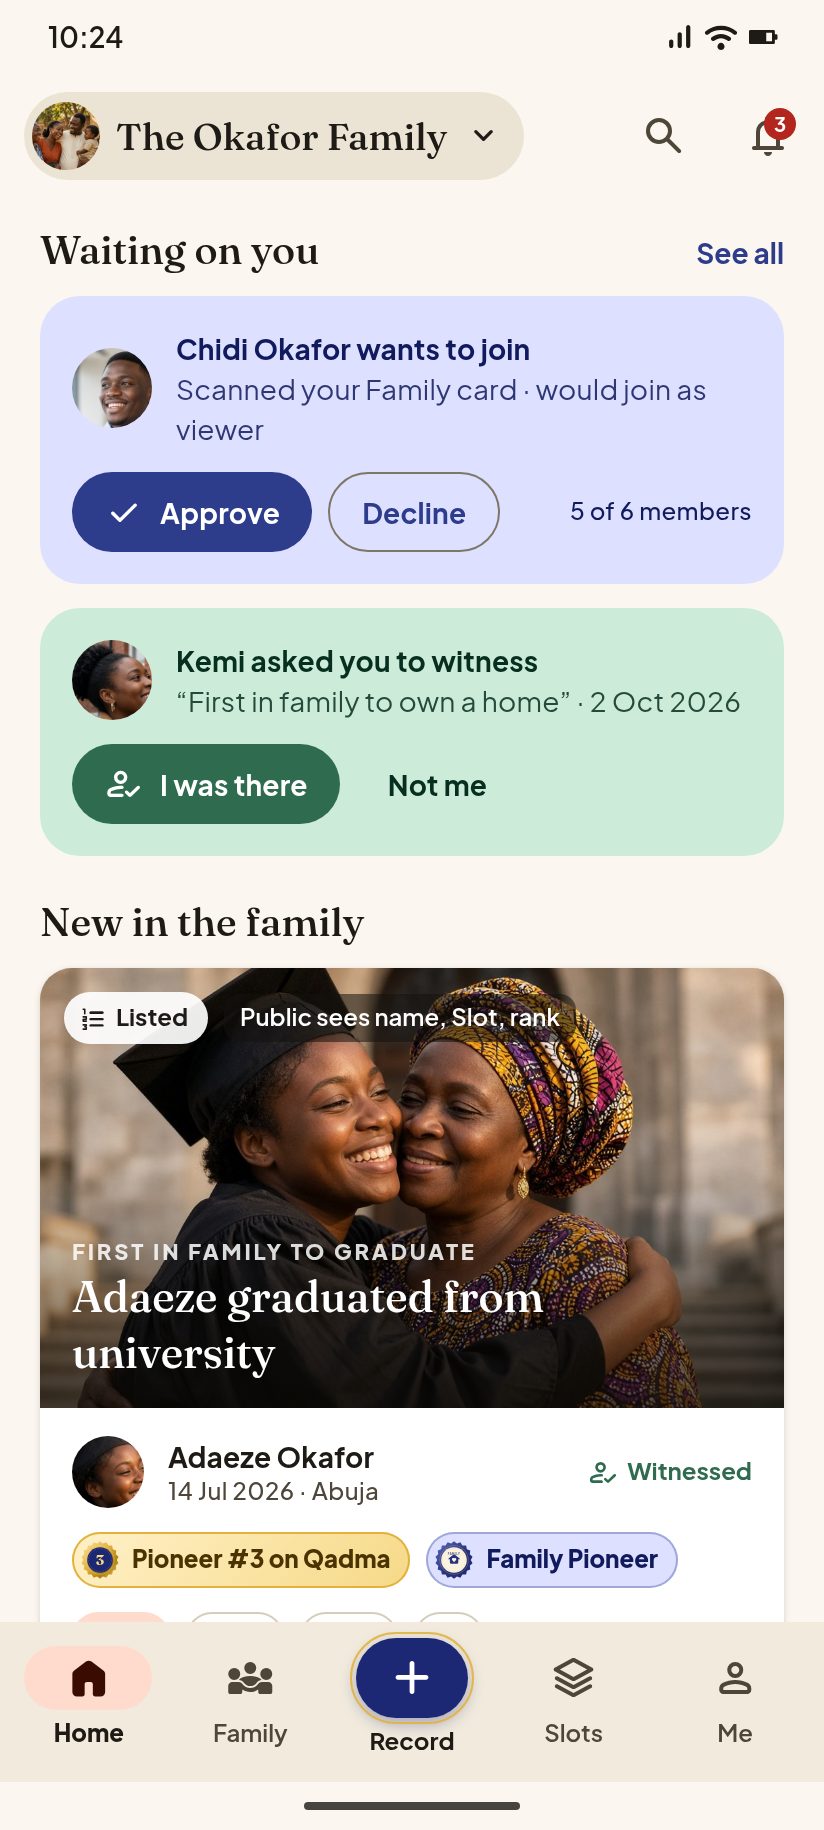 10:24
The Okafor Family
3
Waiting on you
See all
Chidi Okafor wants to join
Scanned your Family card · would join as
viewer
Approve
Decline
5 of 6 members
Kemi asked you to witness
“First in family to own a home” · 2 Oct 2026
I was there
Not me
New in the family
Listed
Public sees name, Slot, rank
FIRST IN FAMILY TO GRADUATE
Adaeze graduated from
university
Adaeze Okafor
14 Jul 2026 · Abuja
Witnessed
3
Pioneer #3 on Qadma
Family Pioneer
Home
Family
Record
Slots
Me